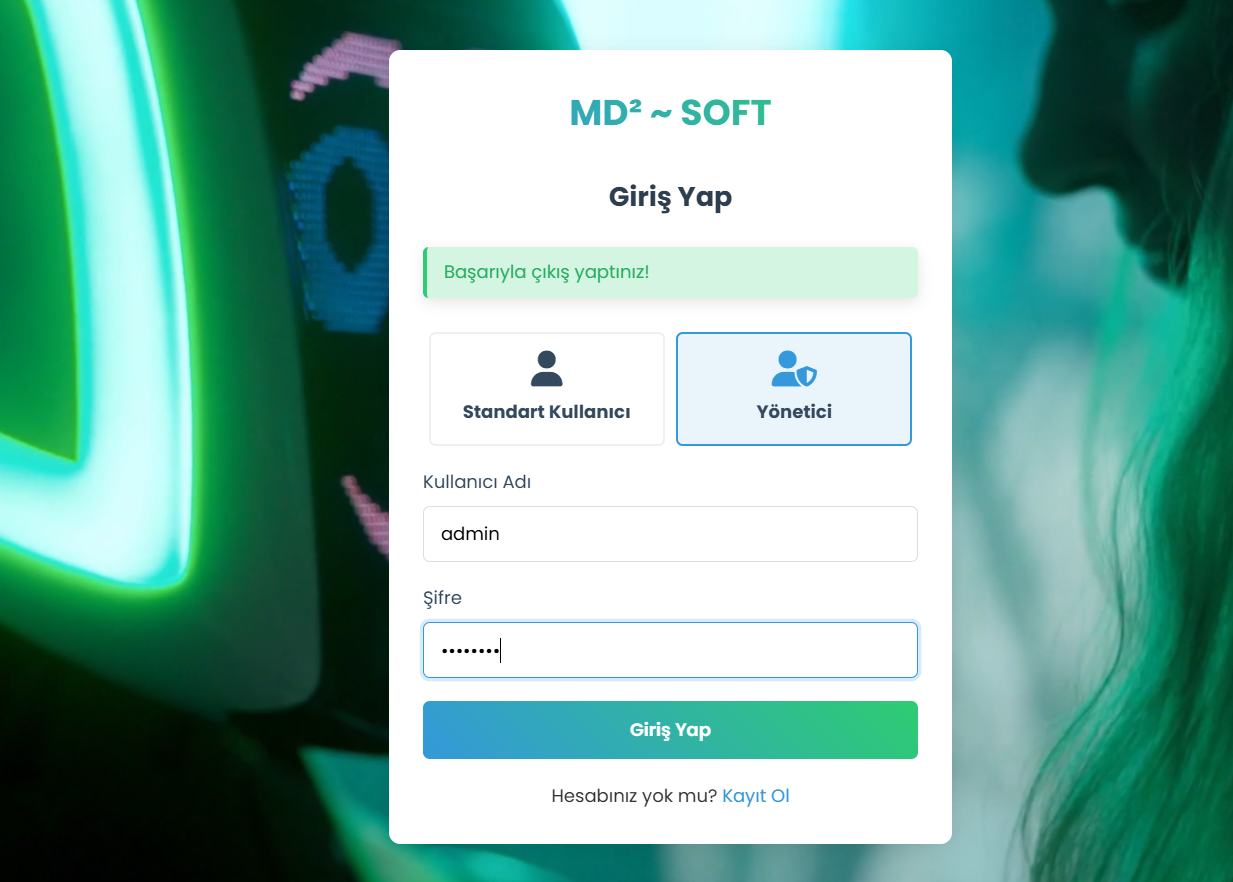 MD² ~ SOFT
Giriş Yap
Başarıyla çıkış yaptınız!
Standart Kullanıcı
Yönetici
Kullanıcı Adı
admin
Şifre
••••••••
Giriş Yap
Hesabınız yok mu? Kayıt Ol